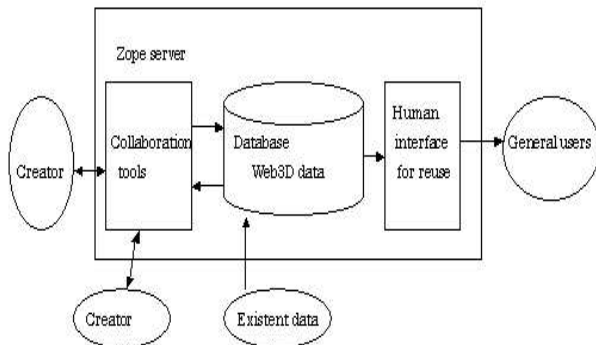 Zope server
Creator
Collaboration
tools
Database
Web3D data
Human
interface
for reuse
General users
Creator
Existent data